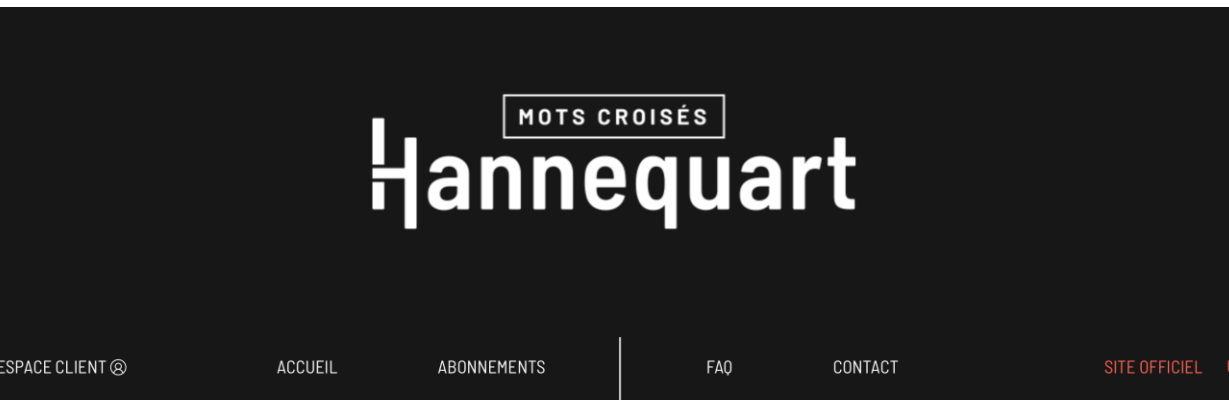 MOTS CROISÉS
Hannequart
ESPACE CLIENT
ACCUEIL
ABONNEMENTS
FAQ
CONTACT
SITE OFFICIEL